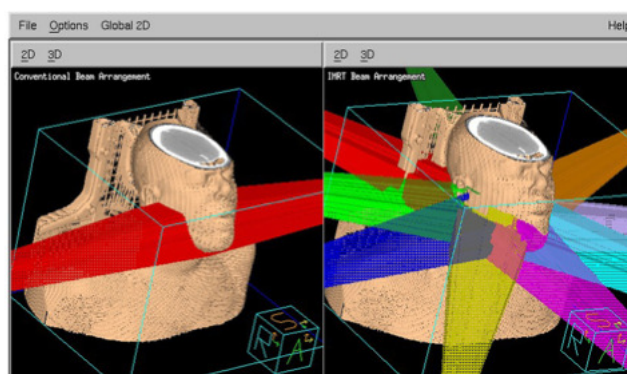 File Options Global 2D Help
2D 3D
Conventional Beam Arrangement
2D 3D
IMRT Beam Arrangement
S
R A
S
R A